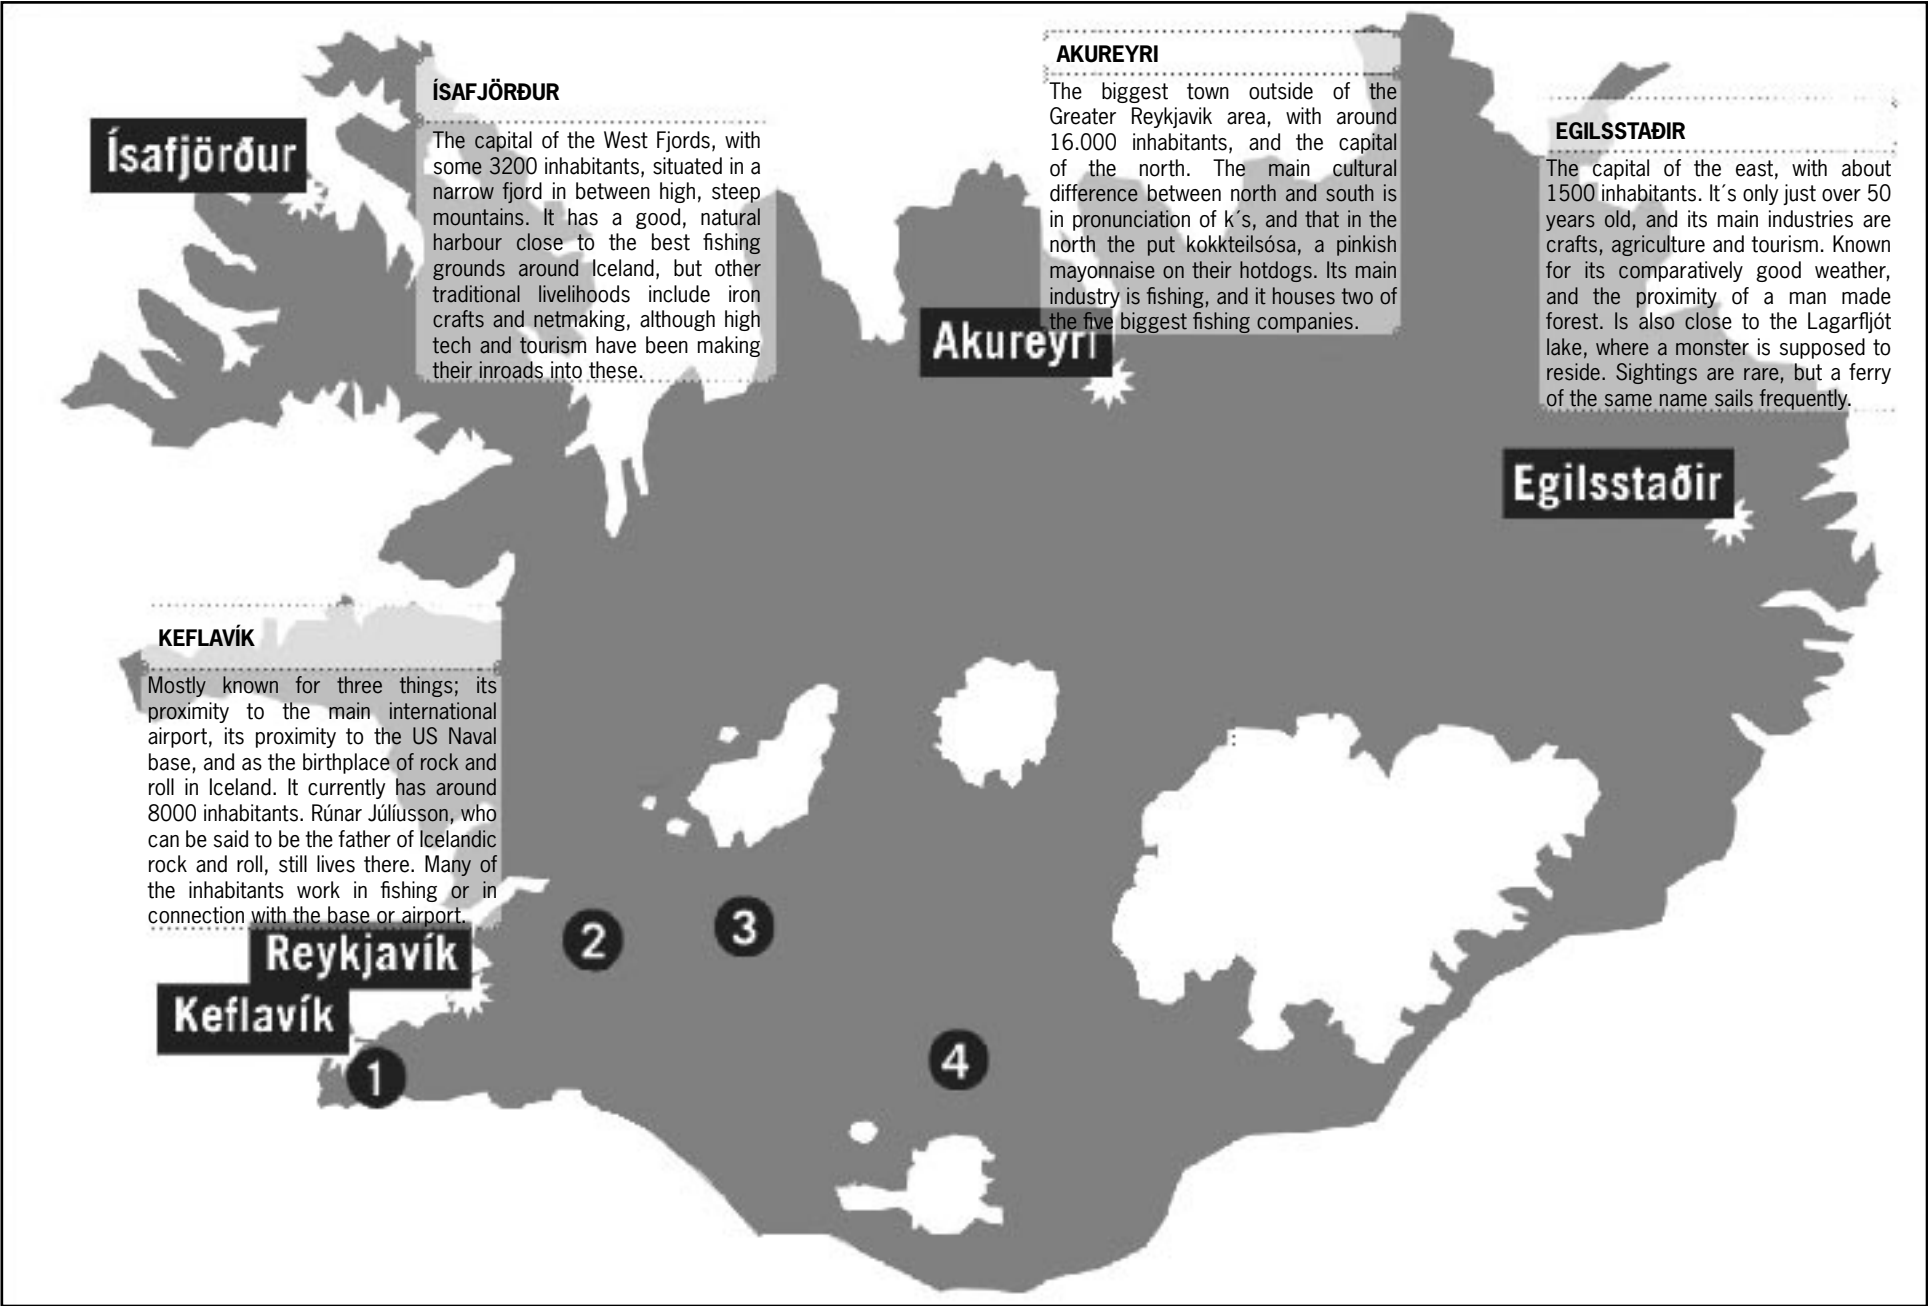 Ísafjörður
ÍSAFJÖRÐUR
The capital of the West Fjords, with
some 3200 inhabitants, situated in a
narrow fjord in between high, steep
mountains. It has a good, natural
harbour close to the best fishing
grounds around Iceland, but other
traditional livelihoods include iron
crafts and netmaking, although high
tech and tourism have been making
their inroads into these.
AKUREYRI
The biggest town outside of the
Greater Reykjavik area, with around
16.000 inhabitants, and the capital
of the north. The main cultural
difference between north and south is
in pronunciation of k´s, and that in the
north the put kokkteilsósa, a pinkish
mayonnaise on their hotdogs. Its main
industry is fishing, and it houses two of
the five biggest fishing companies.
Akureyri
EGILSSTAÐIR
The capital of the east, with about
1500 inhabitants. It´s only just over 50
years old, and its main industries are
crafts, agriculture and tourism. Known
for its comparatively good weather,
and the proximity of a man made
forest. Is also close to the Lagarfljót
lake, where a monster is supposed to
reside. Sightings are rare, but a ferry
of the same name sails frequently.
Egilsstaðir
KEFLAVÍK
Mostly known for three things; its
proximity to the main international
airport, its proximity to the US Naval
base, and as the birthplace of rock and
roll in Iceland. It currently has around
8000 inhabitants. Rúnar Júlíusson, who
can be said to be the father of Icelandic
rock and roll, still lives there. Many of
the inhabitants work in fishing or in
connection with the base or airport.
Reykjavík
Keflavík
1
2
3
4